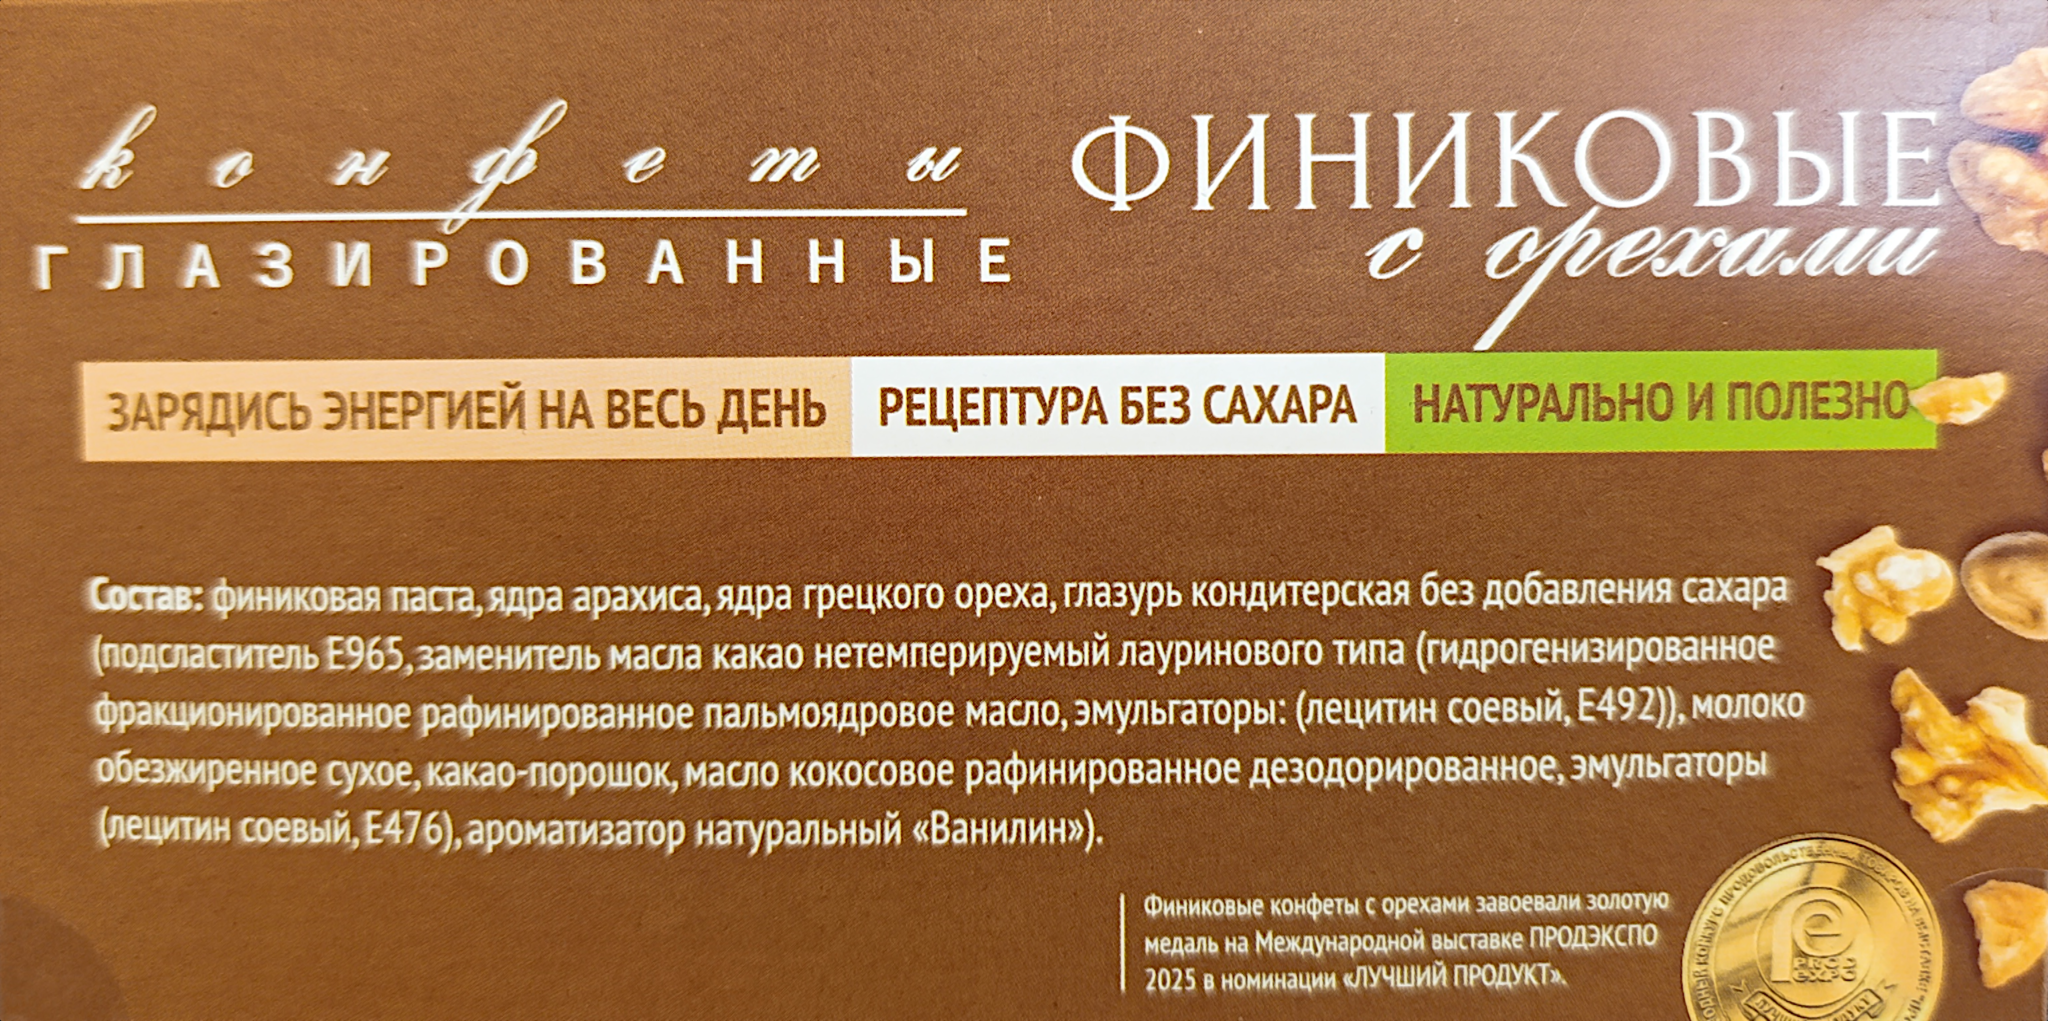 конфеты
ГЛАЗИРОВАННЫЕ
ФИНИКОВЫЕ
с орехами
ЗАРЯДИСЬ ЭНЕРГИЕЙ НА ВЕСЬ ДЕНЬ
РЕЦЕПТУРА БЕЗ САХАРА
НАТУРАЛЬНО И ПОЛЕЗНО
Состав: финиковая паста, ядра арахиса, ядра грецкого ореха, глазурь кондитерская без добавления сахара
(подсластитель Е965, заменитель масла какао нетемперируемый лауринового типа (гидрогенизированное
фракционированное рафинированное пальмоядровое масло, эмульгаторы: (лецитин соевый, Е492)), молоко
обезжиренное сухое, какао-порошок, масло кокосовое рафинированное дезодорированное, эмульгаторы
(лецитин соевый, Е476), ароматизатор натуральный «Ванилин»).
Финиковые конфеты с орехами завоевали золотую
медаль на Международной выставке ПРОДЭКСПО
2025 в номинации «ЛУЧШИЙ ПРОДУКТ».